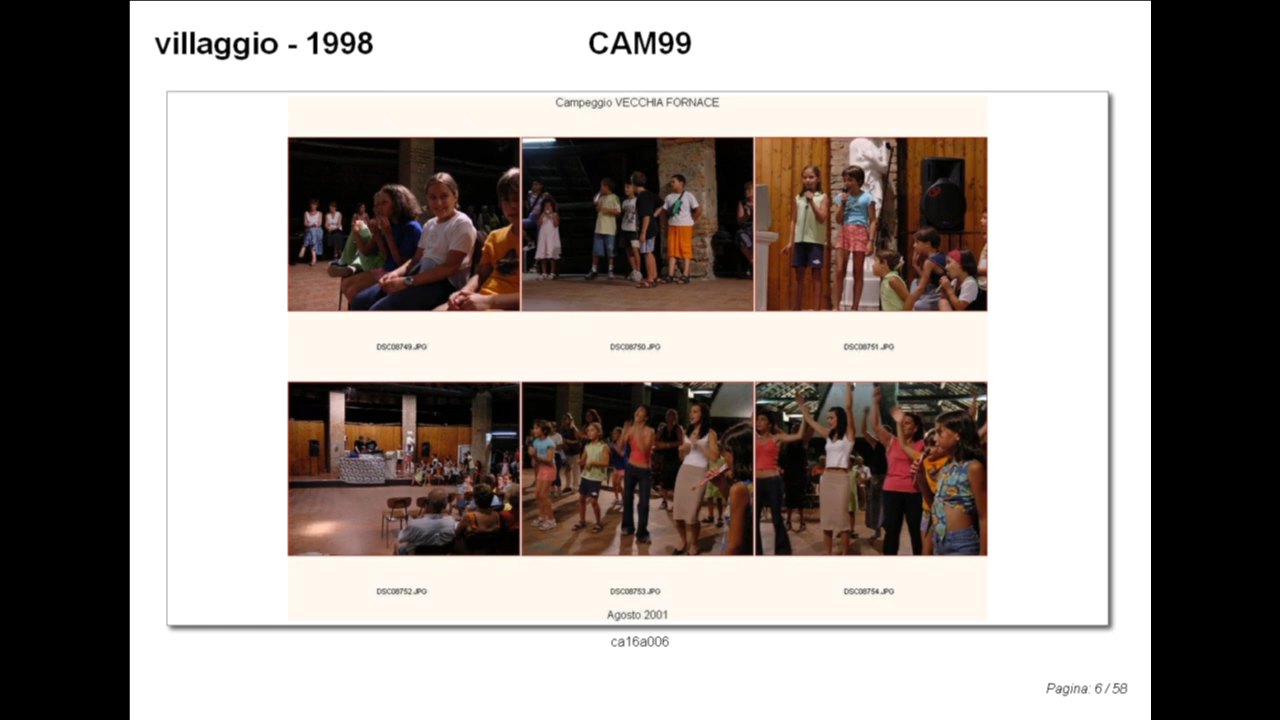 villaggio - 1998 CAM99
Campeggio VECCHIA FORNACE
DSC08749.JPG DSC08750.JPG DSC08751.JPG
DSC08752.JPG DSC08753.JPG DSC08754.JPG
Agosto 2001
ca16a006
Pagina: 6 / 58